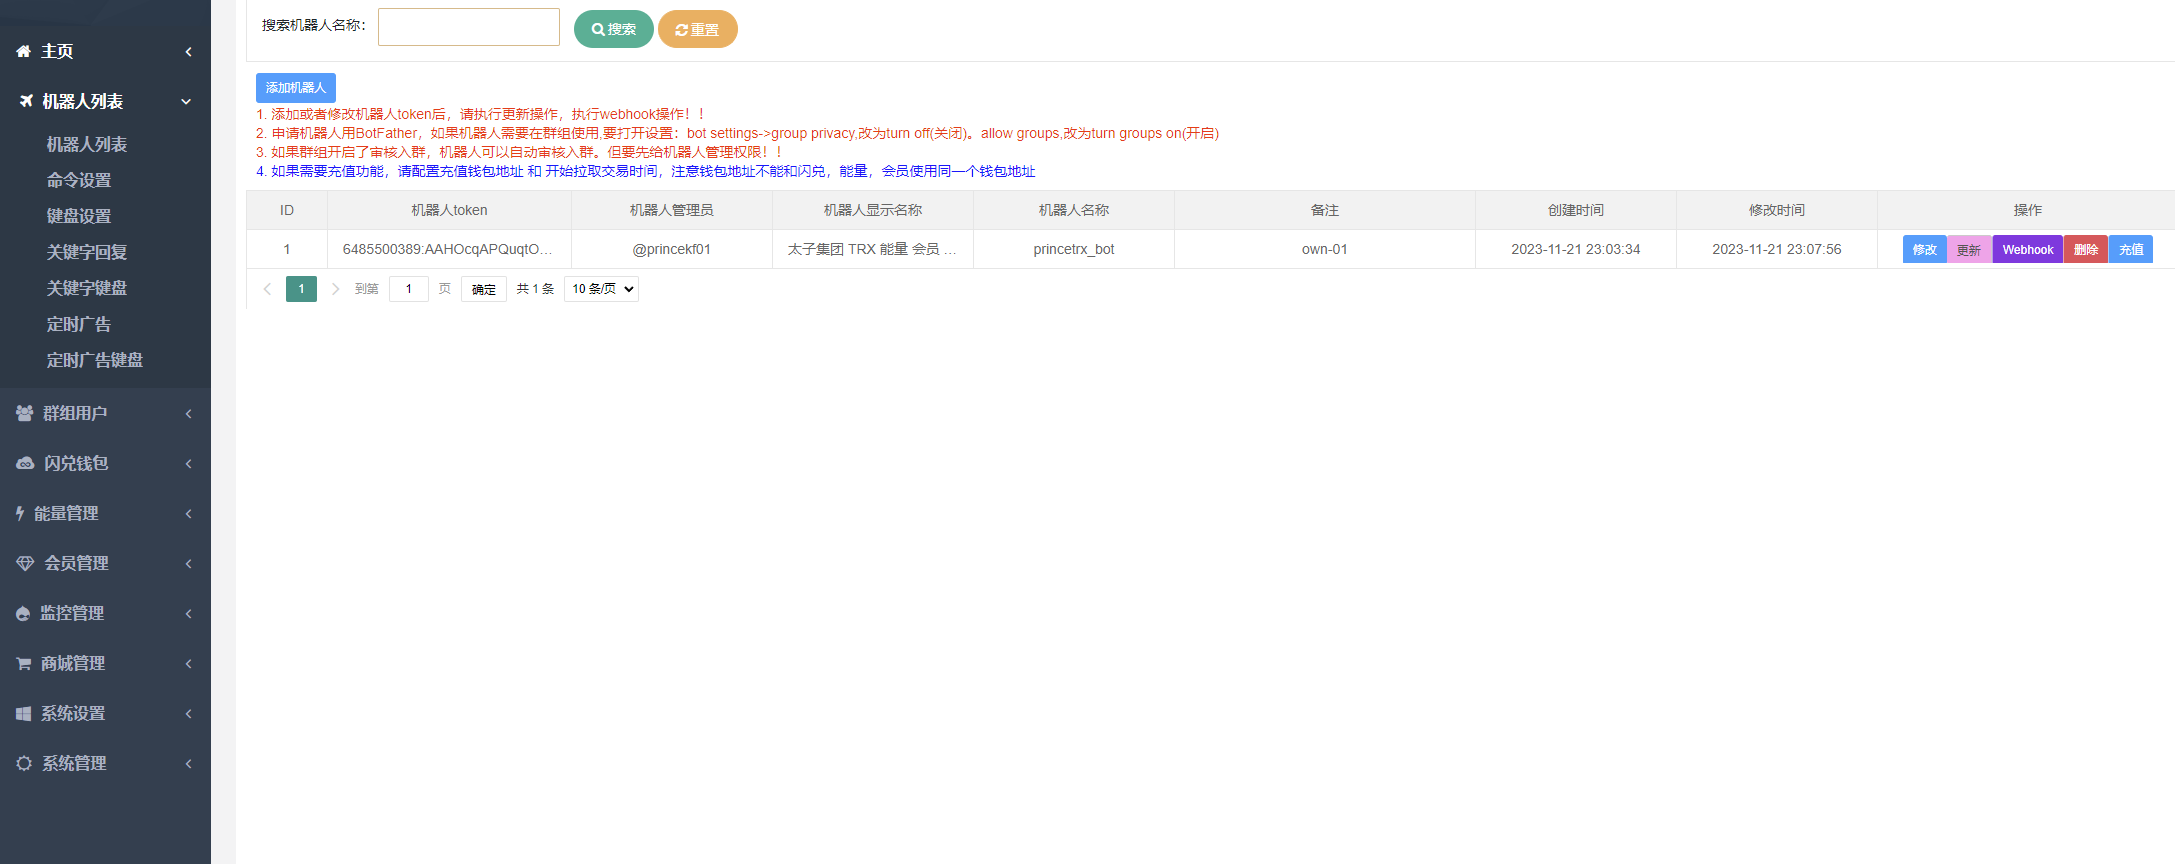 主页
机器人列表
机器人列表
命令设置
键盘设置
关键字回复
关键字键盘
定时广告
定时广告键盘
群组用户
闪兑钱包
能量管理
会员管理
监控管理
商城管理
系统设置
系统管理
搜索机器人名称： 搜索 重置
添加机器人
1. 添加或者修改机器人token后，请执行更新操作，执行webhook操作！！
2. 申请机器人用BotFather，如果机器人需要在群组使用,要打开设置：bot settings->group privacy,改为turn off(关闭)。allow groups,改为turn groups on(开启)
3. 如果群组开启了审核入群，机器人可以自动审核入群。但要先给机器人管理权限！！
4. 如果需要充值功能，请配置充值钱包地址 和 开始拉取交易时间，注意钱包地址不能和闪兑，能量，会员使用同一个钱包地址
ID 机器人token 机器人管理员 机器人显示名称 机器人名称 备注 创建时间 修改时间 操作
1 6485500389:AAHOcqAPQuqtO... @princekf01 太子集团 TRX 能量 会员 ... princetrx_bot own-01 2023-11-21 23:03:34 2023-11-21 23:07:56 修改 更新 Webhook 删除 充值
1 到第 1 页 确定 共 1 条 10 条/页